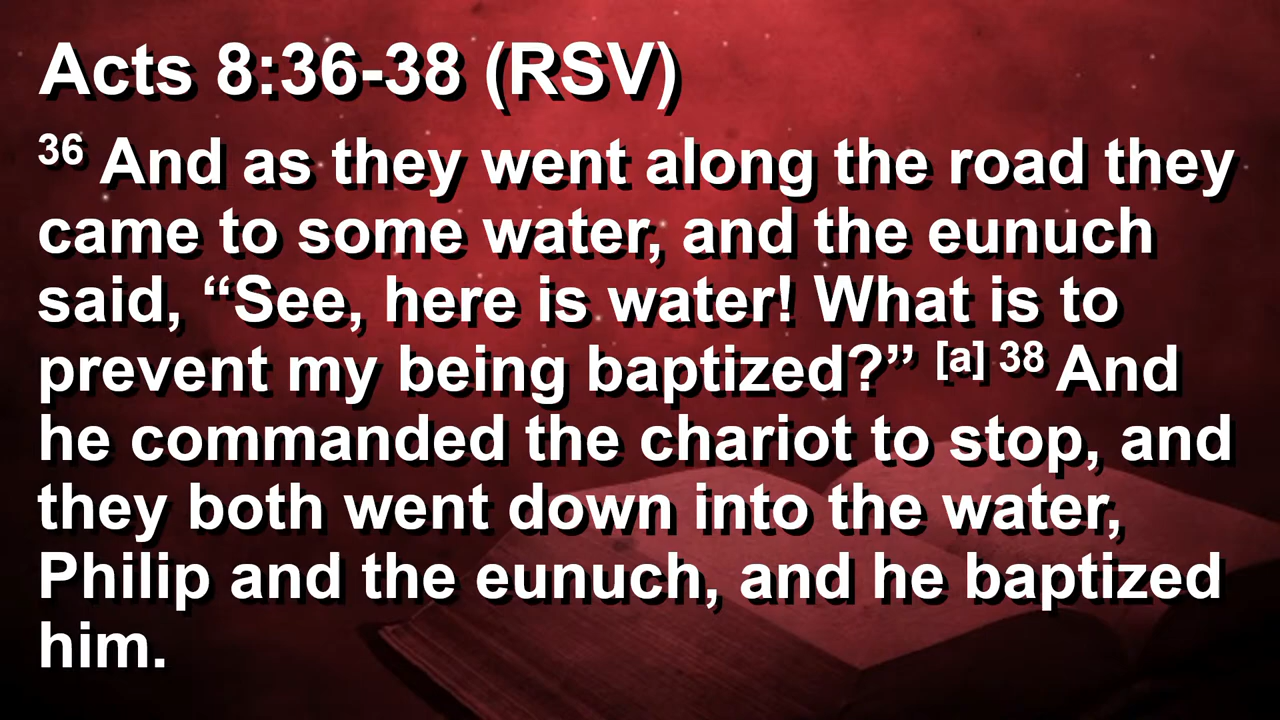 Acts 8:36-38 (RSV)
36 And as they went along the road they
came to some water, and the eunuch
said, “See, here is water! What is to
prevent my being baptized?” [a] 38 And
he commanded the chariot to stop, and
they both went down into the water,
Philip and the eunuch, and he baptized
him.